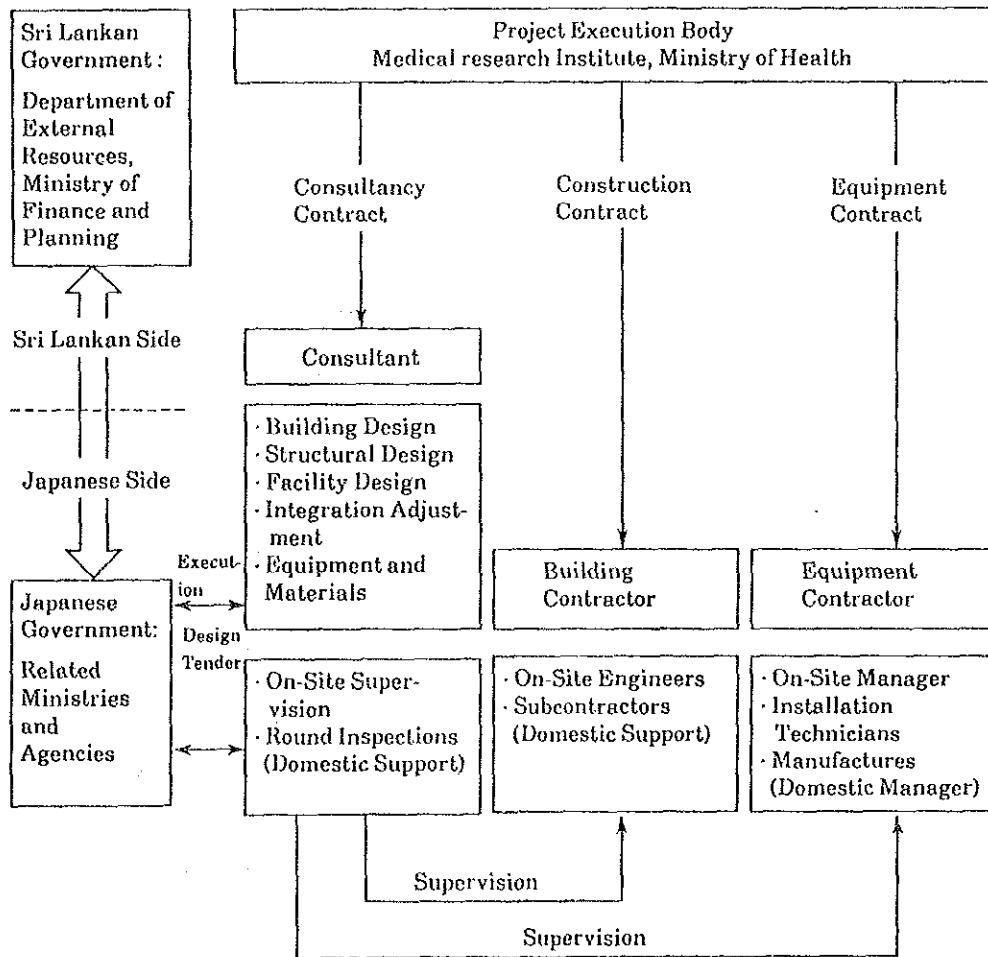 Sri Lankan
Government :
Department of
External
Resources,
Ministry of
Finance and
Planning
Project Execution Body
Medical research Institute, Ministry of Health
Consultancy
Contract
Construction
Contract
Equipment
Contract
Sri Lankan Side
Japanese Side
Consultant
· Building Design
· Structural Design
· Facility Design
· Integration Adjust-
ment
· Equipment and
Materials
Building
Contractor
Equipment
Contractor
Execut-
ion
Design
Tender
Japanese
Government:
Related
Ministries
and
Agencies
· On-Site Super-
vision
· Round Inspections
(Domestic Support)
· On-Site Engineers
· Subcontractors
(Domestic Support)
· On-Site Manager
· Installation
Technicians
· Manufactures
(Domestic Manager)
Supervision
Supervision